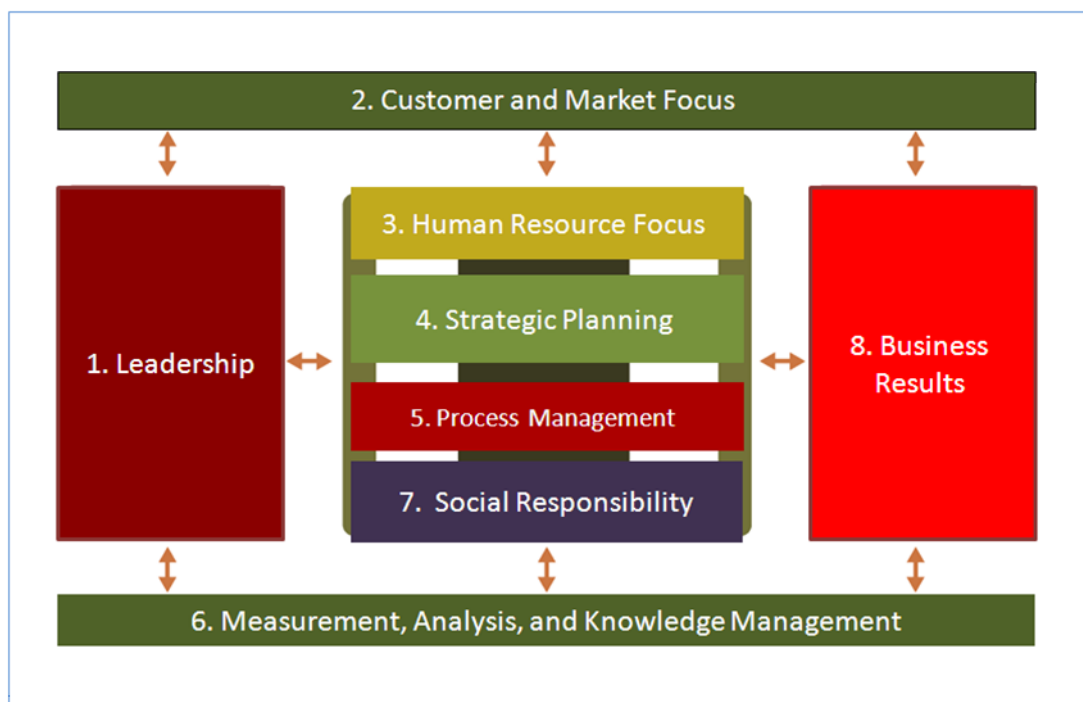 2. Customer and Market Focus
3. Human Resource Focus
4. Strategic Planning
1. Leadership
8. Business
Results
5. Process Management
7. Social Responsibility
6. Measurement, Analysis, and Knowledge Management